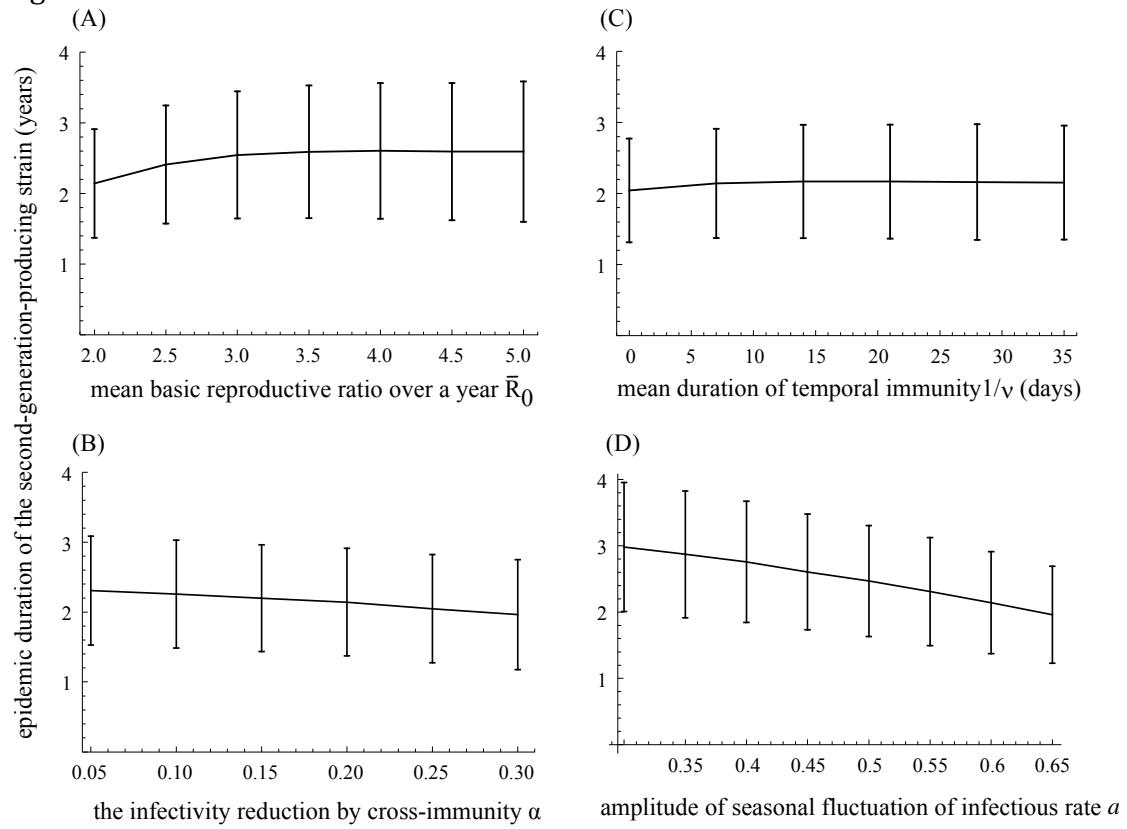 g
(A)
4
3
2
1
2.0 2.5 3.0 3.5 4.0 4.5 5.0
mean basic reproductive ratio over a year R̅0
(C)
4
3
2
1
0 5 10 15 20 25 30 35
mean duration of temporal immunity1/ν (days)
epidemic duration of the second-generation-producing strain (years)
(B)
4
3
2
1
0.05 0.10 0.15 0.20 0.25 0.30
the infectivity reduction by cross-immunity α
(D)
4
3
2
1
0.35 0.4 0.45 0.5 0.55 0.6 0.65
amplitude of seasonal fluctuation of infectious rate a